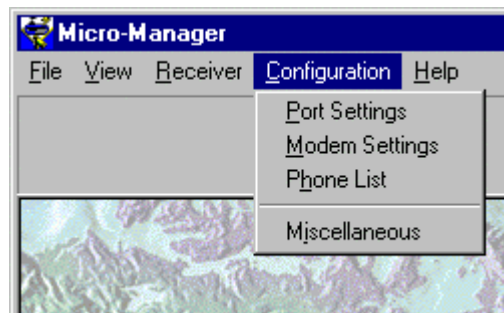 Micro-Manager
File View Receiver Configuration Help
Port Settings
Modem Settings
Phone List
Miscellaneous